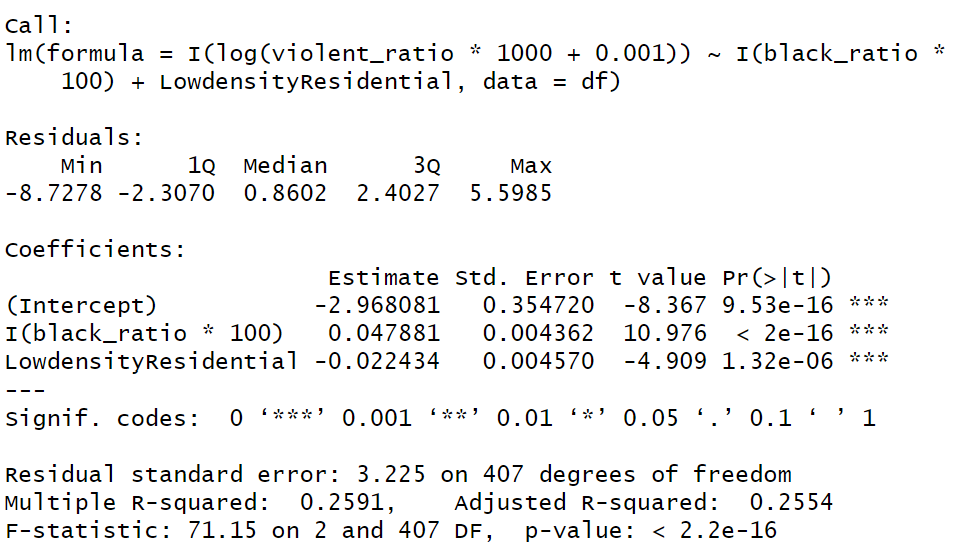 Call:
lm(formula = I(log(violent_ratio * 1000 + 0.001)) ~ I(black_ratio *
    100) + LowdensityResidential, data = df)

Residuals:
    Min      1Q  Median      3Q     Max
-8.7278 -2.3070  0.8602  2.4027  5.5985

Coefficients:
                       Estimate Std. Error t value Pr(>|t|)
(Intercept)           -2.968081   0.354720  -8.367 9.53e-16 ***
I(black_ratio * 100)   0.047881   0.004362  10.976  < 2e-16 ***
LowdensityResidential -0.022434   0.004570  -4.909 1.32e-06 ***
---
Signif. codes:  0 ‘***’ 0.001 ‘**’ 0.01 ‘*’ 0.05 ‘.’ 0.1 ‘ ’ 1

Residual standard error: 3.225 on 407 degrees of freedom
Multiple R-squared:  0.2591,    Adjusted R-squared:  0.2554
F-statistic: 71.15 on 2 and 407 DF,  p-value: < 2.2e-16